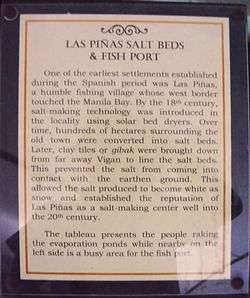 LAS PIÑAS SALT BEDS
& FISH PORT
One of the earliest settlements established
during the Spanish period was Las Piñas,
a humble fishing village whose west border
touched the Manila Bay. By the 18th century,
salt-making technology was introduced in
the locality using solar bed dryers. Over
time, hundreds of hectares surrounding the
old town were converted into salt beds.
Later, clay tiles or gibak were brought down
from far away Vigan to line the salt beds.
This prevented the salt from coming into
contact with the earthen ground. This
allowed the salt produced to become white as
snow and established the reputation of
Las Piñas as a salt-making center well into
the 20th century.
The tableau presents the people raking
the evaporation ponds while nearby on the
left side is a busy area for the fish port.